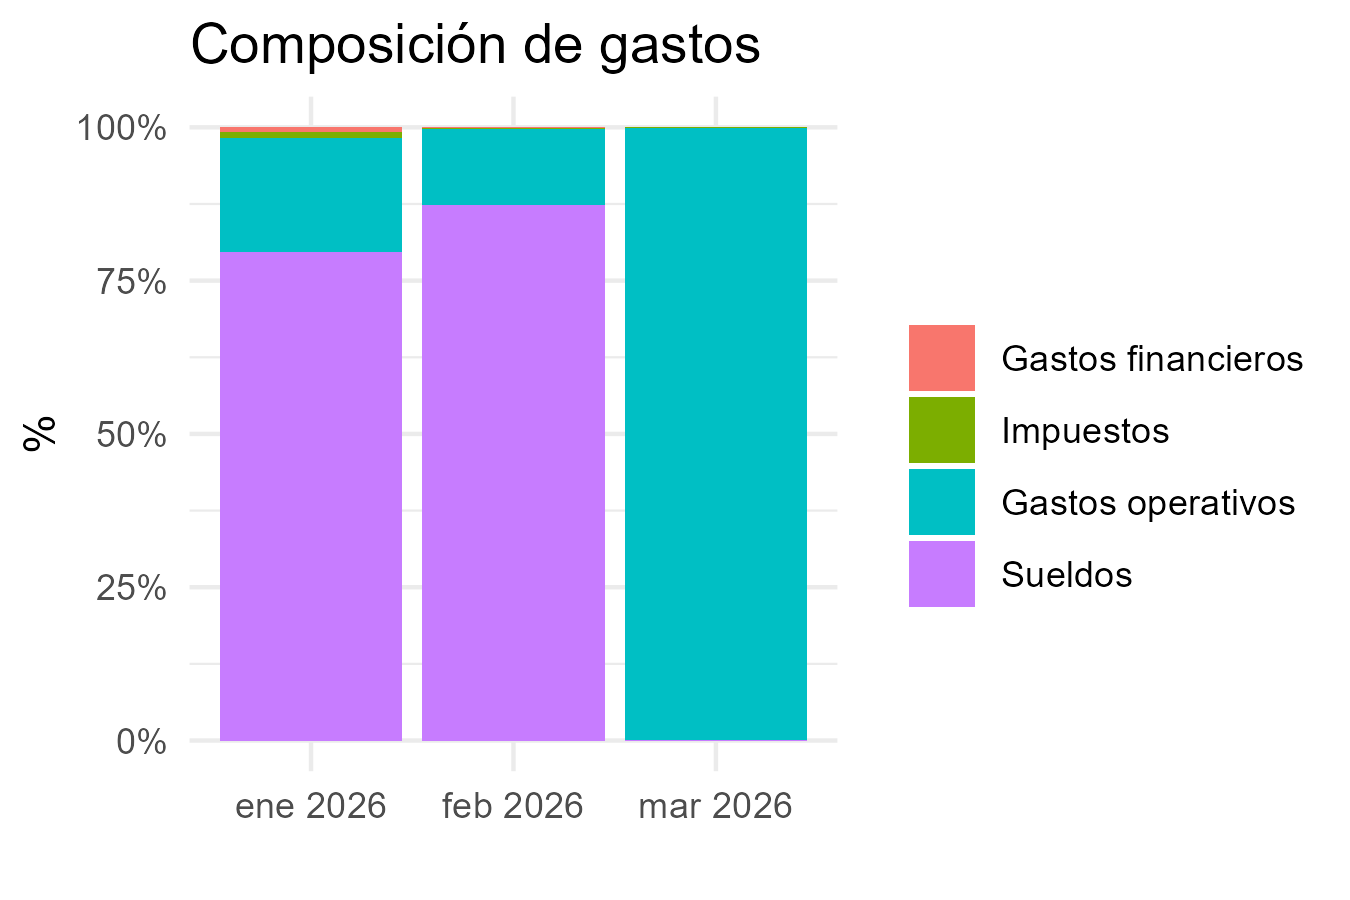 Composición de gastos
100%
75%
50%
25%
0%
%
ene 2026
feb 2026
mar 2026
Gastos financieros
Impuestos
Gastos operativos
Sueldos